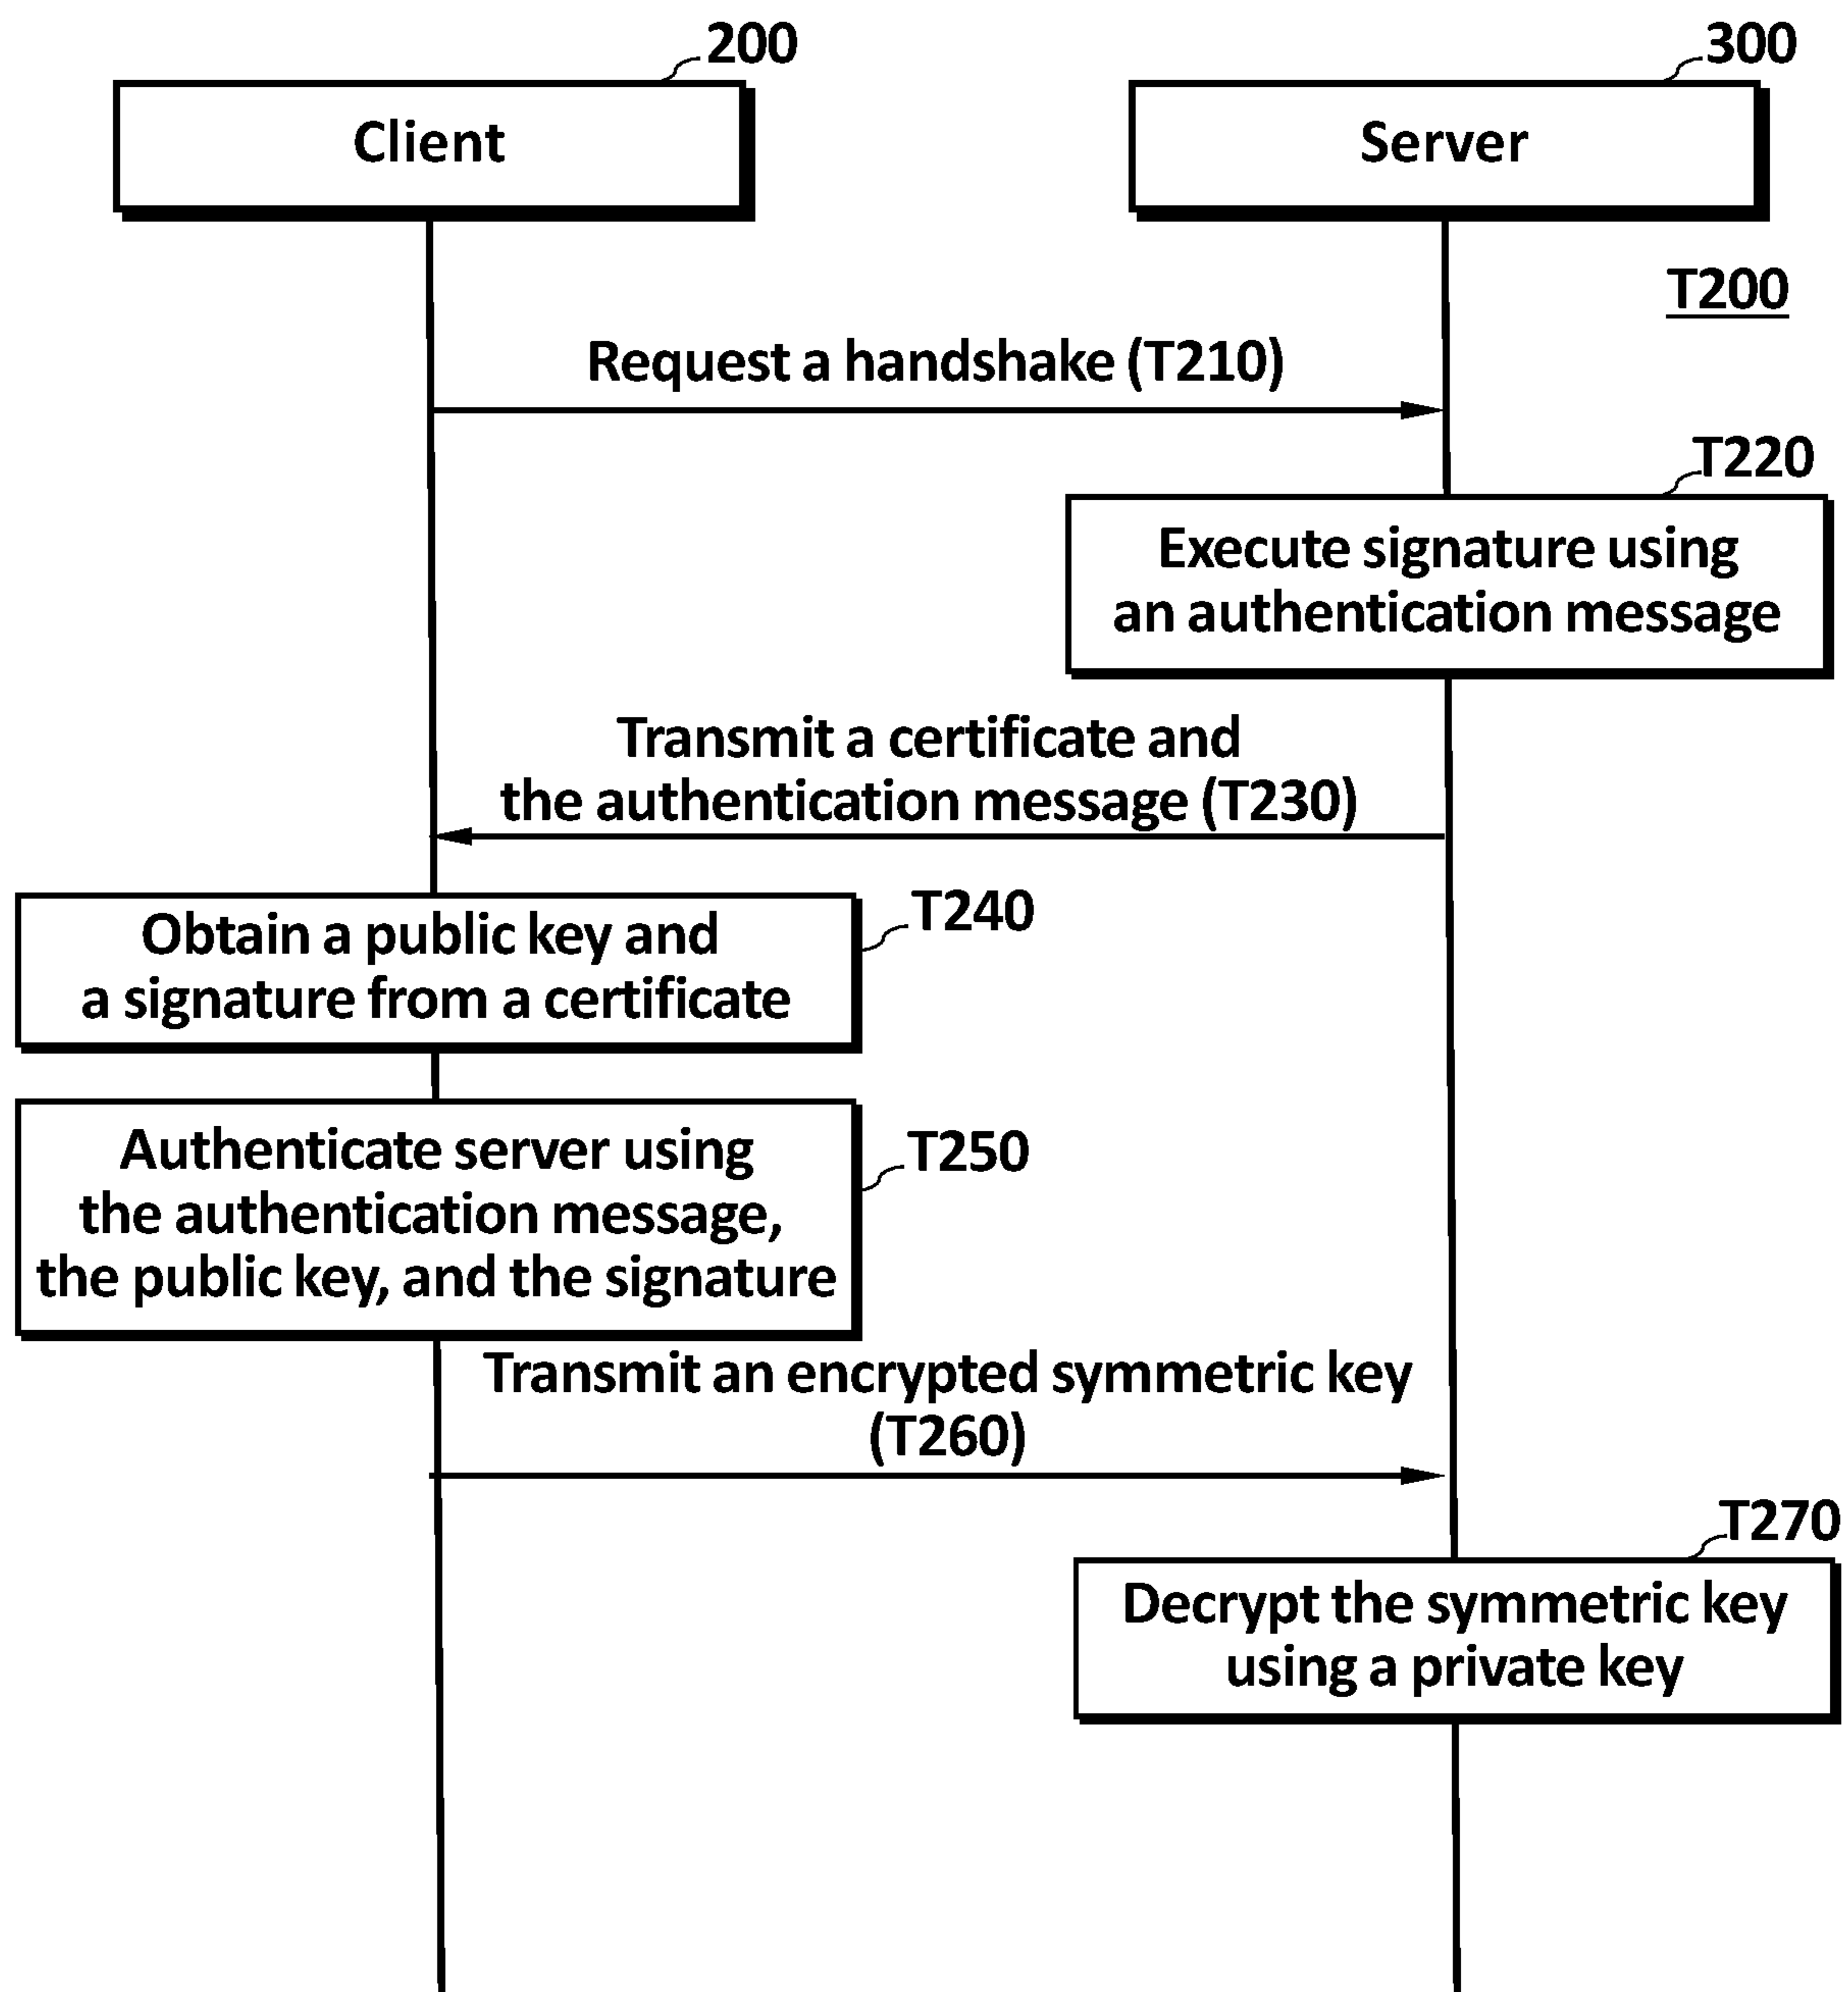 200
300
Client
Server
T200
Request a handshake (T210)
T220
Execute signature using
an authentication message
Transmit a certificate and
the authentication message (T230)
T240
Obtain a public key and
a signature from a certificate
T250
Authenticate server using
the authentication message,
the public key, and the signature
Transmit an encrypted symmetric key
(T260)
T270
Decrypt the symmetric key
using a private key